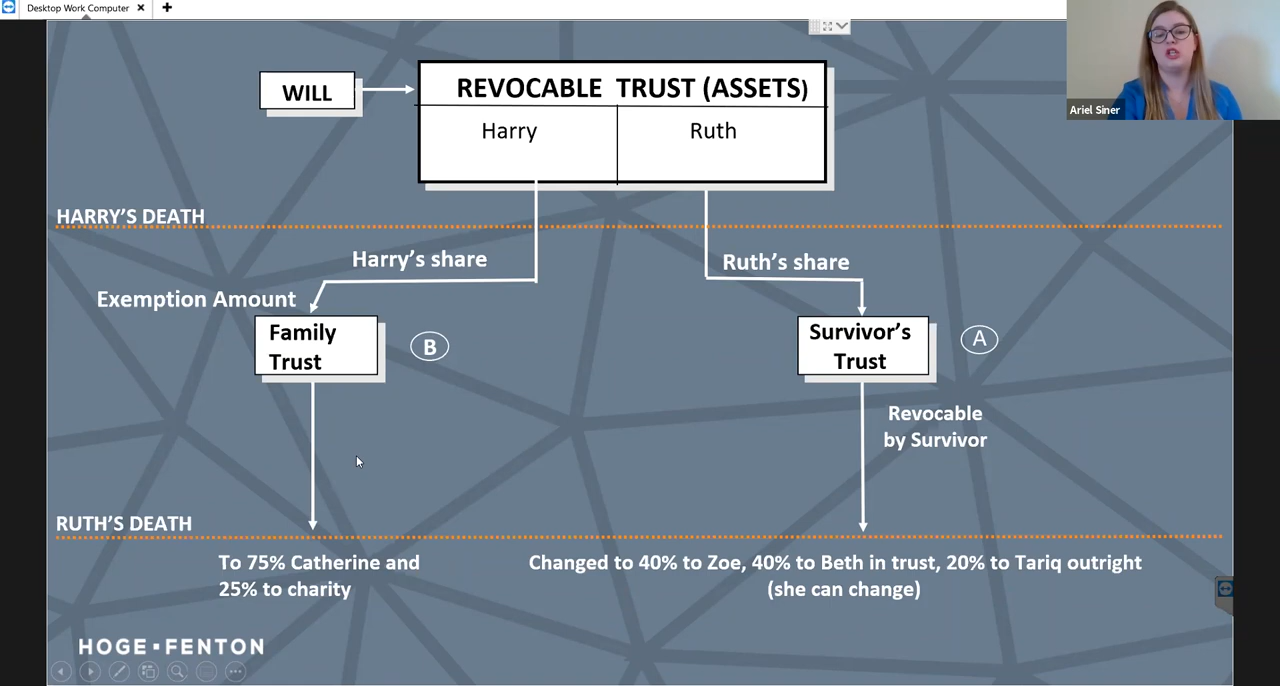 Desktop Work Computer
Ariel Siner
WILL
REVOCABLE TRUST (ASSETS)
Harry
Ruth
HARRY'S DEATH
Harry's share
Ruth's share
Exemption Amount
Family
Trust
B
Survivor's
Trust
A
Revocable
by Survivor
RUTH'S DEATH
To 75% Catherine and
25% to charity
Changed to 40% to Zoe, 40% to Beth in trust, 20% to Tariq outright
(she can change)
HOGE▪FENTON